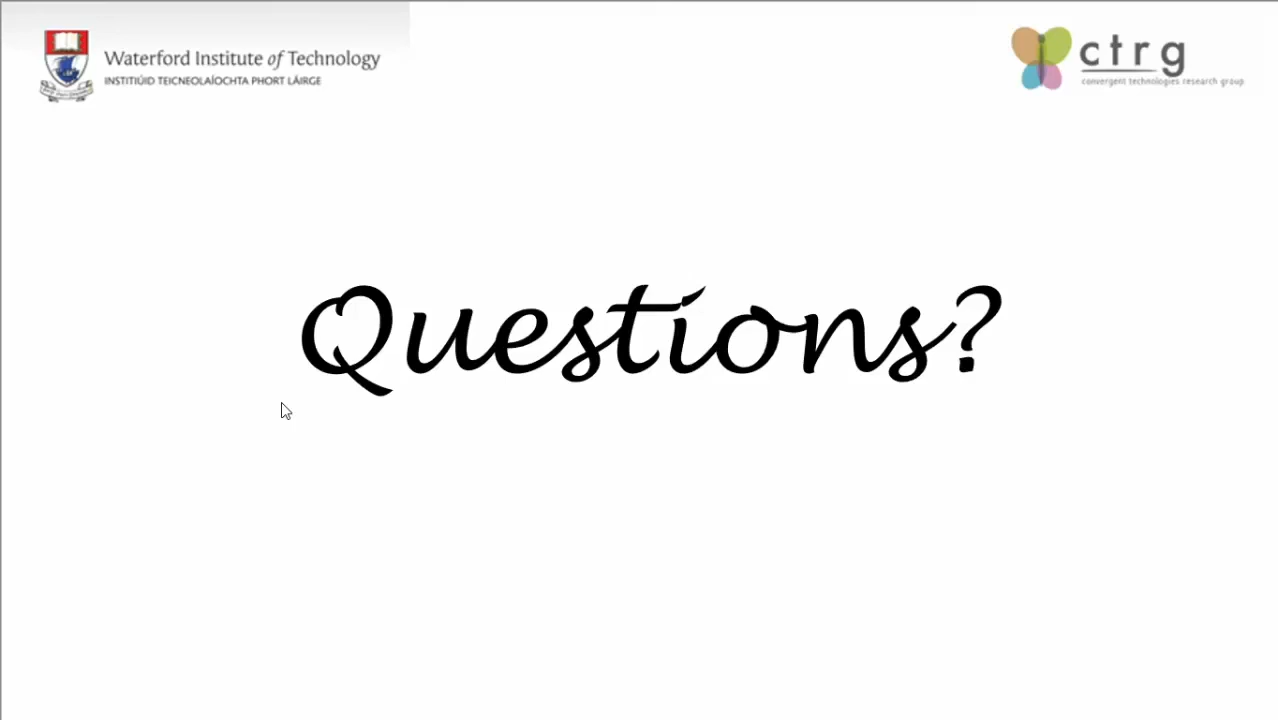 Waterford Institute of Technology
INSTITIÚID TEICNEOLAÍOCHTA PHORT LÁIRGE
ctrg
convergent technologies research group
Questions?